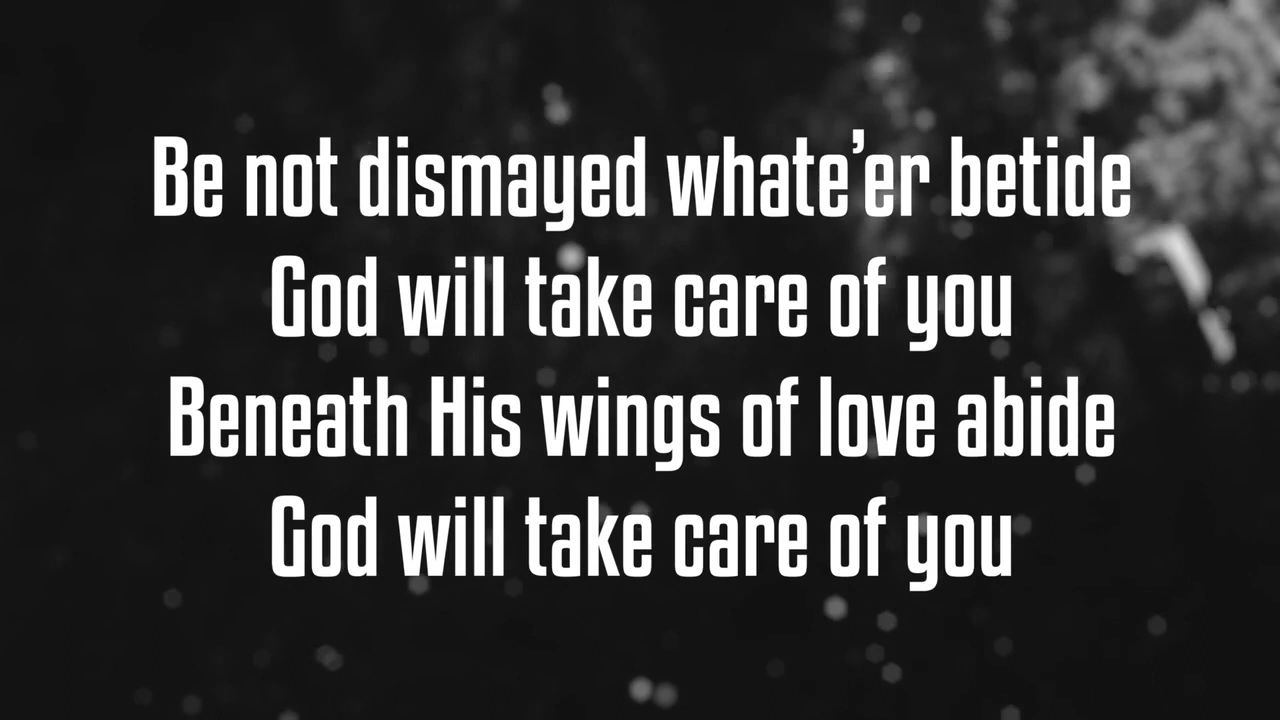 Be not dismayed whate’er betide
God will take care of you
Beneath His wings of love abide
God will take care of you